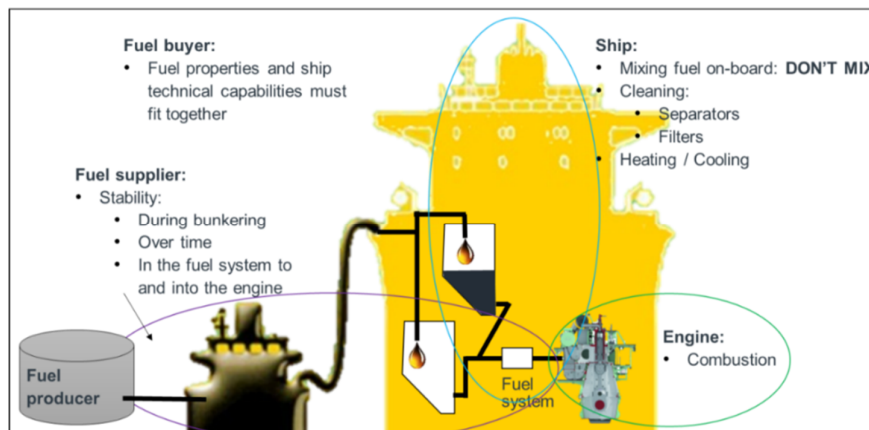 Fuel buyer:
• Fuel properties and ship
technical capabilities must
fit together
Ship:
• Mixing fuel on-board: DON'T MIX
• Cleaning:
• Separators
• Filters
• Heating / Cooling
Fuel supplier:
• Stability:
• During bunkering
• Over time
• In the fuel system to
and into the engine
Engine:
• Combustion
Fuel
producer
Fuel
system